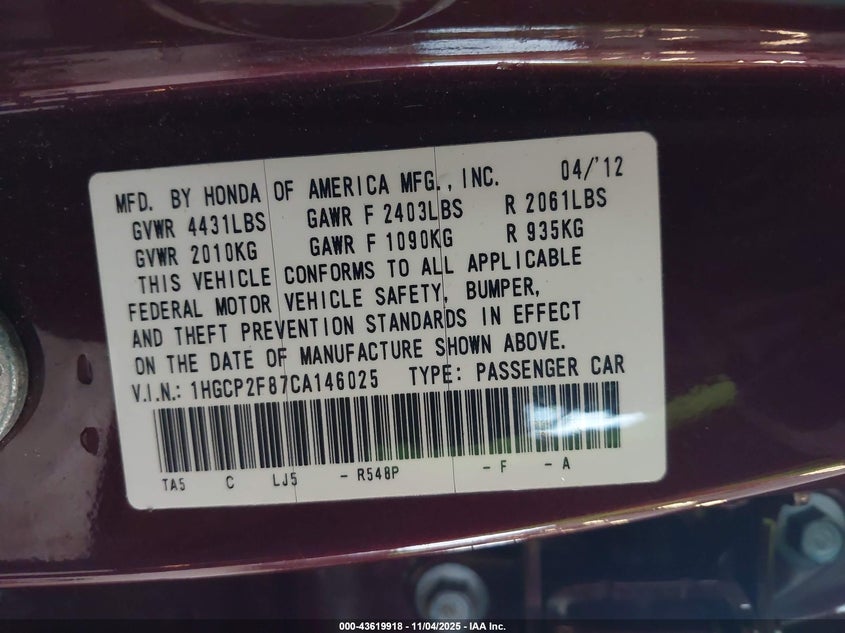 MFD. BY HONDA OF AMERICA MFG., INC. 04/'12
GVWR 4431LBS GAWR F 2403LBS R 2061LBS
GVWR 2010KG GAWR F 1090KG R 935KG
THIS VEHICLE CONFORMS TO ALL APPLICABLE
FEDERAL MOTOR VEHICLE SAFETY, BUMPER,
AND THEFT PREVENTION STANDARDS IN EFFECT
ON THE DATE OF MANUFACTURE SHOWN ABOVE.
V.I.N.: 1HGCP2F87CA146025 TYPE: PASSENGER CAR
TA5 C LJ5 - R548P - F - A
000-43619918 - 11/04/2025 - IAA Inc.